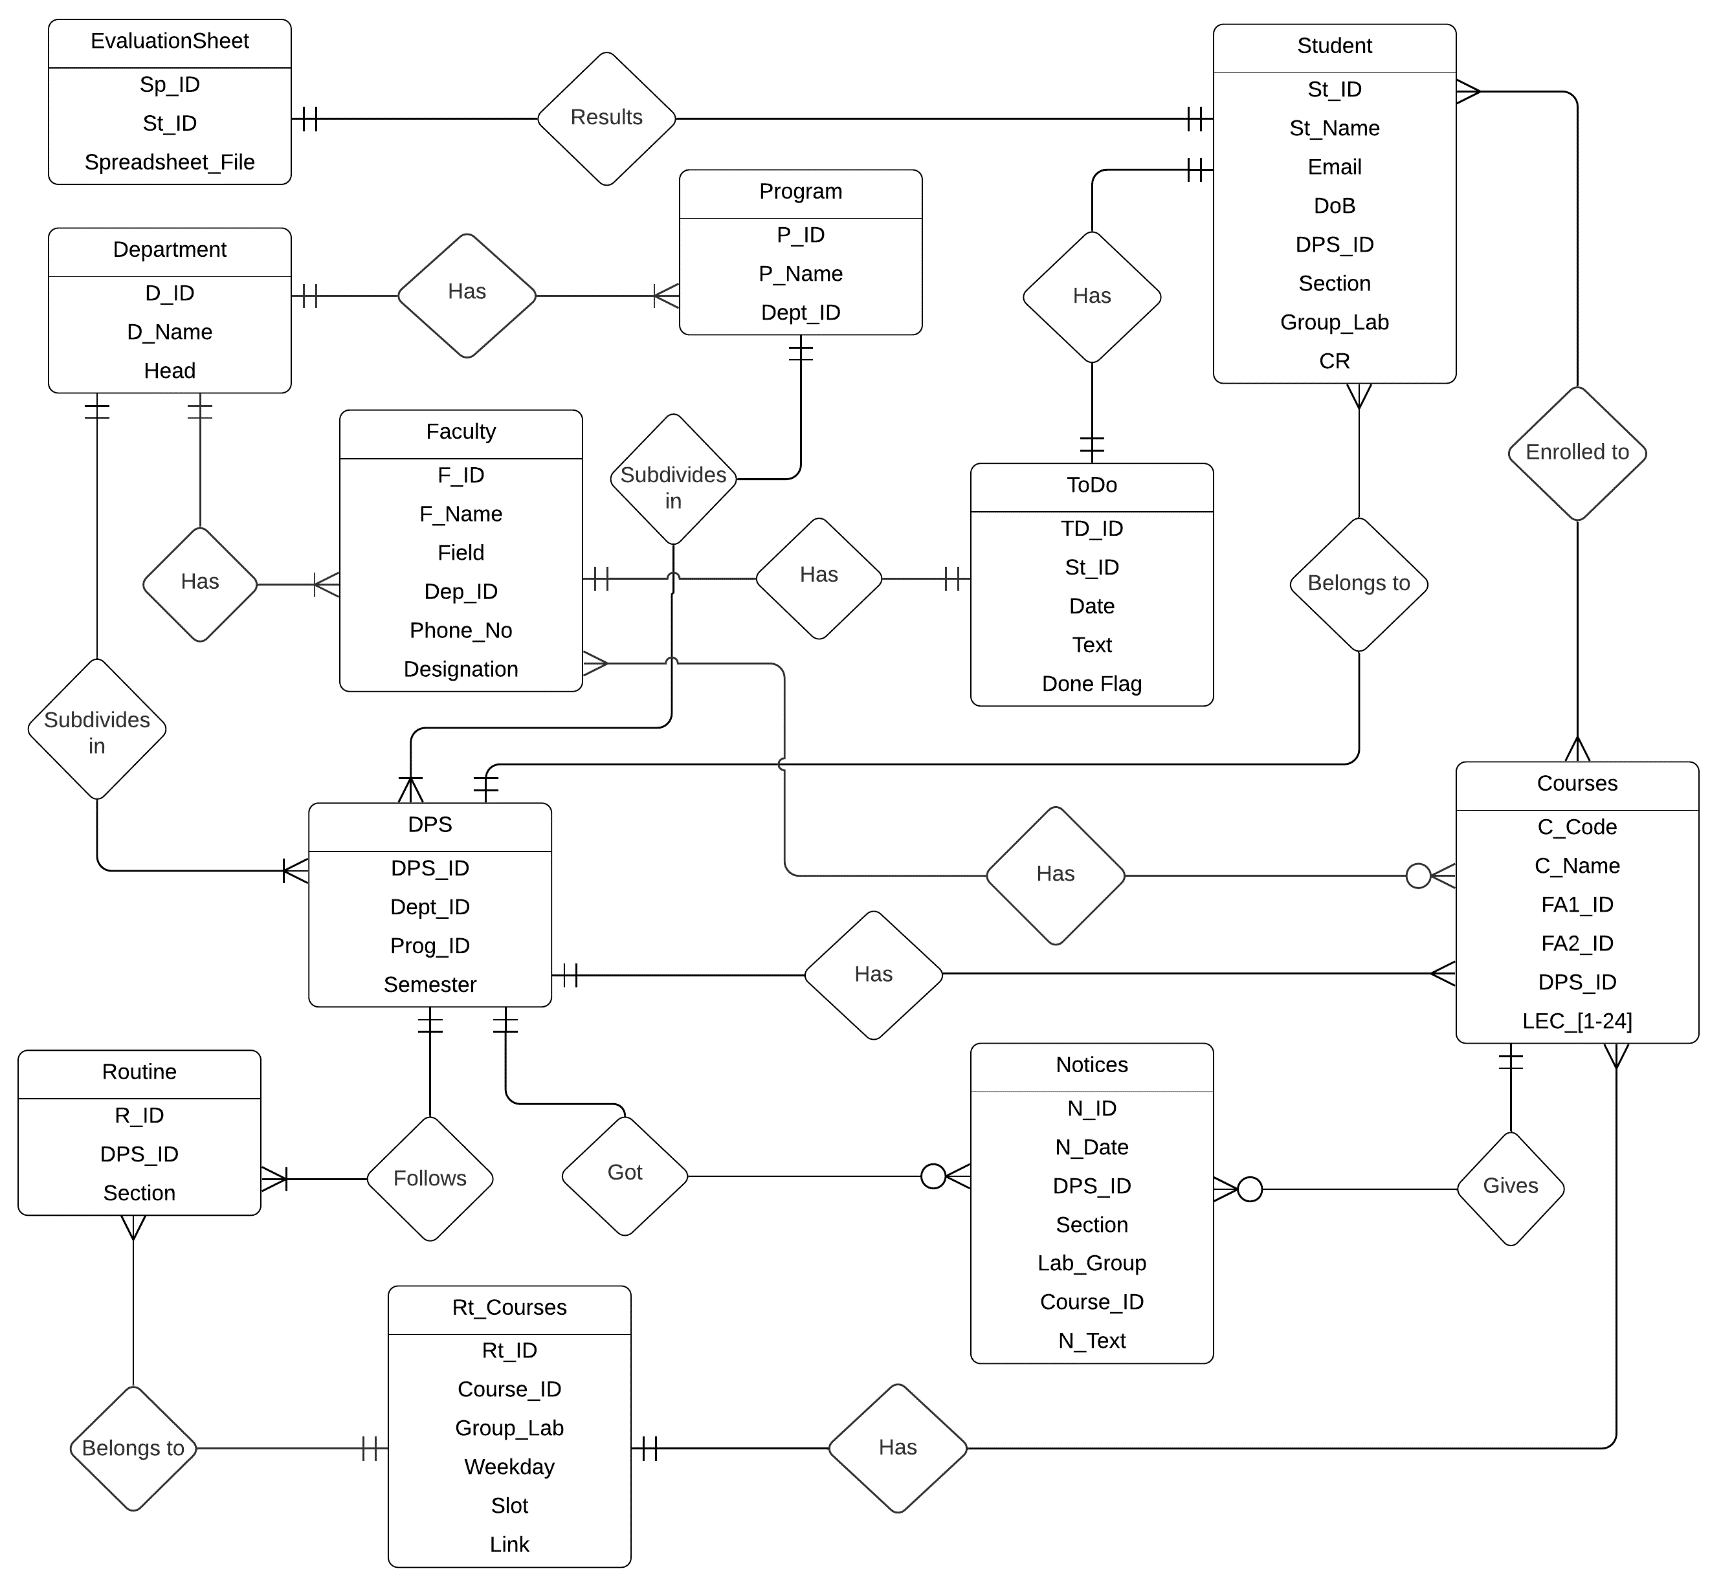 EvaluationSheet
Sp_ID
St_ID
Spreadsheet_File
Results
Student
St_ID
St_Name
Email
DoB
DPS_ID
Section
Group_Lab
CR
Program
P_ID
P_Name
Dept_ID
Department
D_ID
D_Name
Head
Has
Has
Faculty
F_ID
F_Name
Field
Dep_ID
Phone_No
Designation
Subdivides
in
Enrolled to
ToDo
TD_ID
St_ID
Date
Text
Done Flag
Has
Has
Belongs to
Subdivides
in
DPS
DPS_ID
Dept_ID
Prog_ID
Semester
Courses
C_Code
C_Name
FA1_ID
FA2_ID
DPS_ID
LEC_[1-24]
Has
Has
Routine
R_ID
DPS_ID
Section
Follows
Got
Notices
N_ID
N_Date
DPS_ID
Section
Lab_Group
Course_ID
N_Text
Gives
Rt_Courses
Rt_ID
Course_ID
Group_Lab
Weekday
Slot
Link
Belongs to
Has